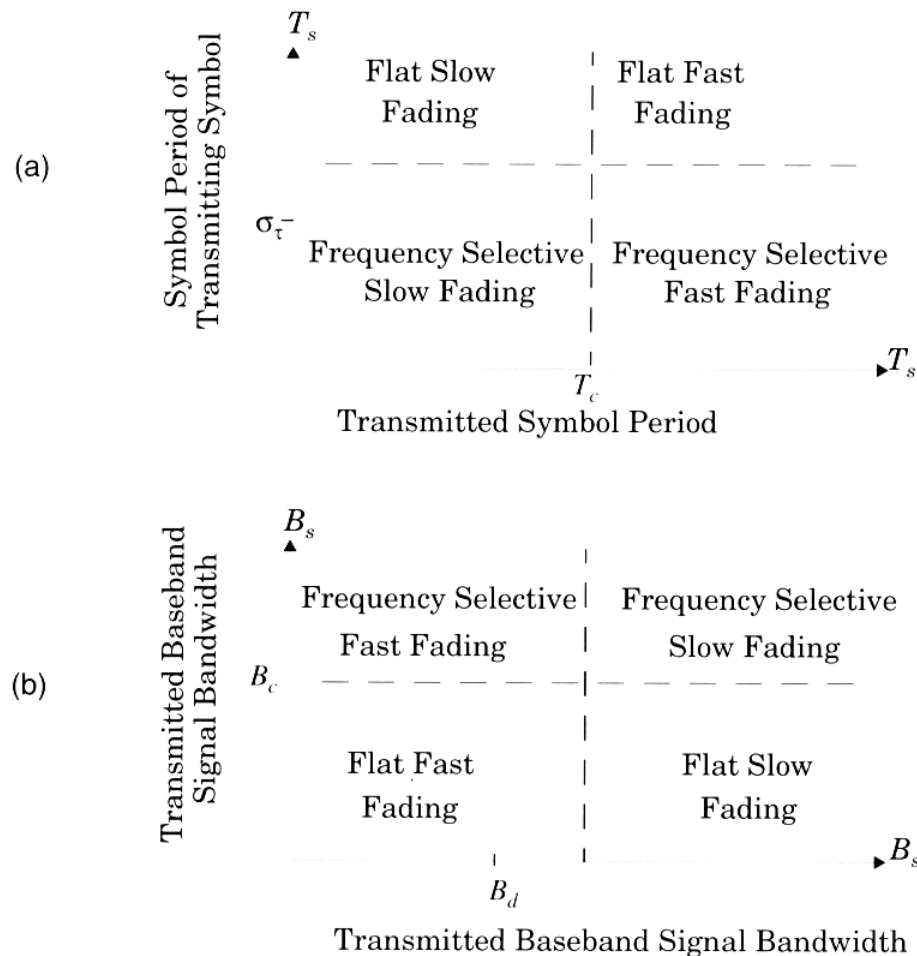 T_s
Symbol Period of
Transmitting Symbol
Flat Slow
Fading
Flat Fast
Fading
(a)
σ_τ
Frequency Selective
Slow Fading
Frequency Selective
Fast Fading
T_s
T_c
Transmitted Symbol Period
B_s
Transmitted Baseband
Signal Bandwidth
Frequency Selective
Fast Fading
Frequency Selective
Slow Fading
(b)
B_c
Flat Fast
Fading
Flat Slow
Fading
B_s
B_d
Transmitted Baseband Signal Bandwidth